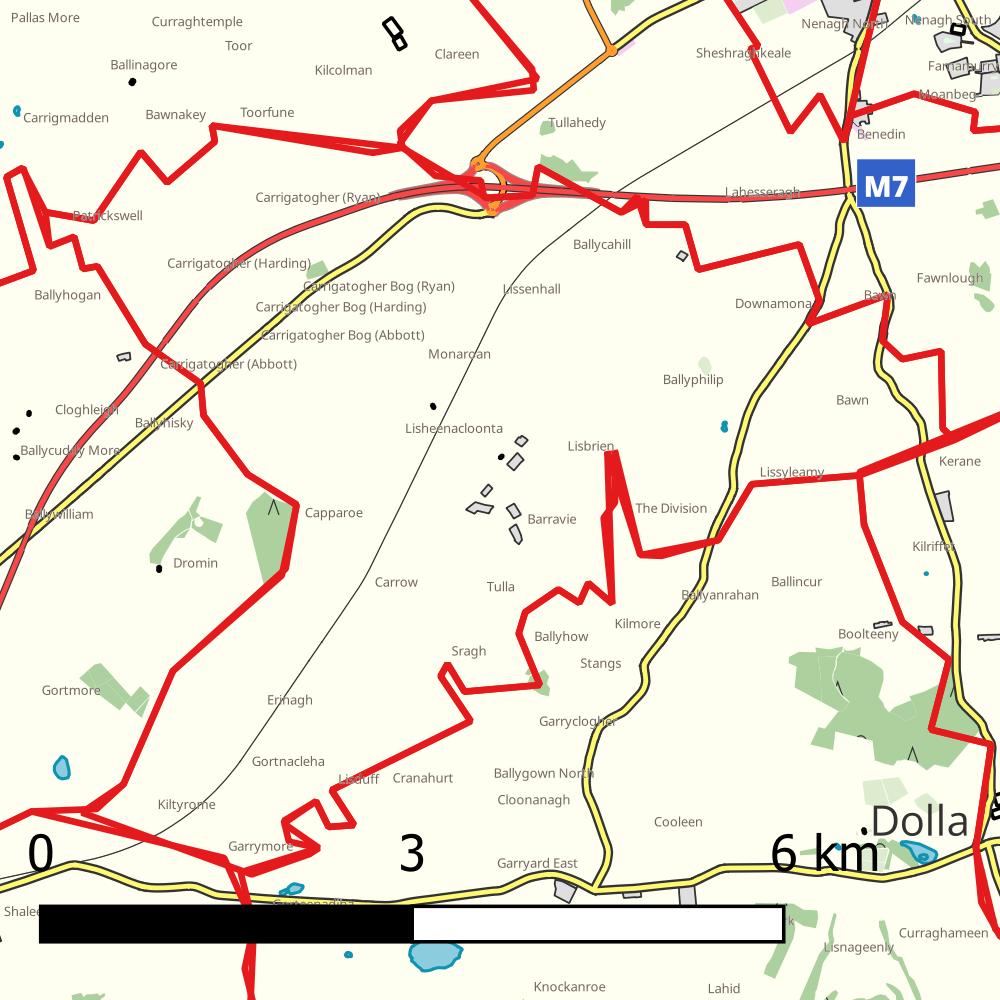 Pallas More
Curraghtemple
Nenagh North
Nenagh South
Toor
Clareen
Sheshraghkeale
Ballinagore
Kilcolman
Carrigmadden
Bawnakey
Toorfune
Tullahedy
Moanbeg
Benedin
Carrigatogher (Ryan)
Lahesseragh
M7
Patrickswell
Ballycahill
Carrigatogher (Harding)
Fawnlough
Ballyhogan
Carrigatogher Bog (Ryan)
Lissenhall
Bawn
Carrigatogher Bog (Harding)
Downamona
Carrigatogher Bog (Abbott)
Monaroan
Carrigatogher (Abbott)
Ballyphilip
Bawn
Cloghleigh
Ballyhisky
Lisheenacloonta
Ballycuddy More
Lisbrien
Kerane
Lissyleamy
Ballywilliam
Capparoe
Barravie
The Division
Kilriffet
Dromin
Carrow
Tulla
Ballincur
Ballyanrahan
Kilmore
Boolteeny
Ballyhow
Sragh
Stangs
Gortmore
Erinagh
Garryclogher
Gortnacleha
Lisduff
Cranahurt
Ballygown North
Kiltyrome
Cloonanagh
Cooleen
Dolla
0
3
6 km
Garrymore
Garryard East
Lisnageenly
Curraghameen
Knockanroe
Lahid